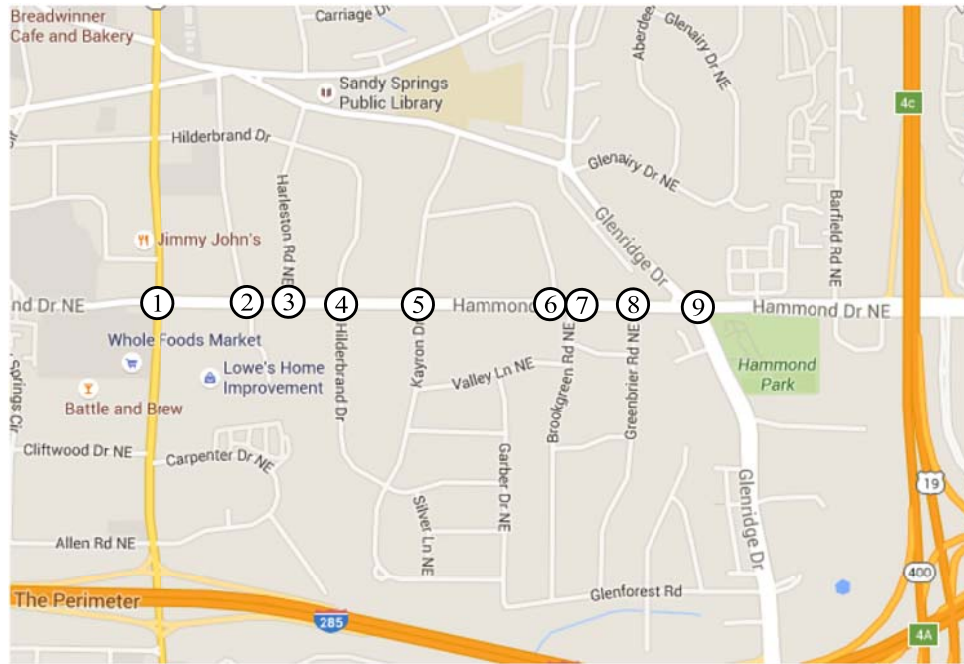 Breadwinner
Cafe and Bakery
Carriage Dr
Glenairy Dr NE
Sandy Springs
Public Library
4c
Hilderbrand Dr
Glenairy Dr NE
Harleston Rd NE
Barfield Rd NE
Jimmy John's
Glenridge Dr
1
2
3
4
5
6
7
8
9
nd Dr NE
Hammond
Hammond Dr NE
Whole Foods Market
Hilderbrand Dr
Kayron Dr
Brookgreen Rd NE
Greenbrier Rd NE
Lowe's Home
Improvement
Valley Ln NE
Hammond
Park
Springs Cir
Battle and Brew
Cliftwood Dr NE
Carpenter Dr NE
Garber Dr NE
Glenridge Dr
19
Silver Ln NE
Allen Rd NE
400
Glenforest Rd
The Perimeter
285
4A